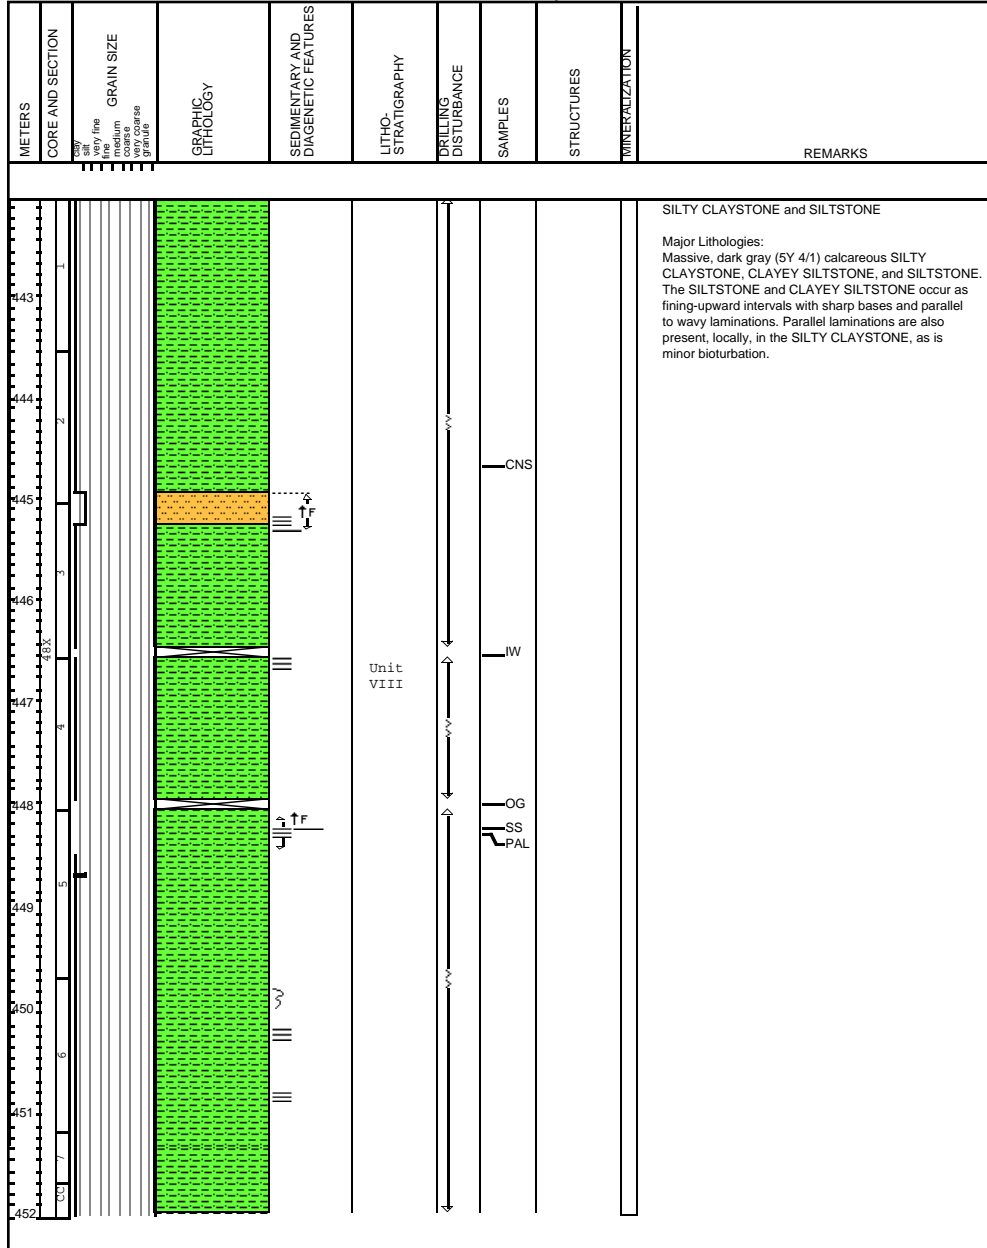 METERS
CORE AND SECTION
GRAIN SIZE
clay
silt
very fine
fine
medium
coarse
very coarse
granule
GRAPHIC
LITHOLOGY
SEDIMENTARY AND
DIAGENETIC FEATURES
LITHO-
STRATIGRAPHY
DRILLING
DISTURBANCE
SAMPLES
STRUCTURES
MINERALIZATION
REMARKS
SILTY CLAYSTONE and SILTSTONE
Major Lithologies:
Massive, dark gray (5Y 4/1) calcareous SILTY
CLAYSTONE, CLAYEY SILTSTONE, and SILTSTONE.
The SILTSTONE and CLAYEY SILTSTONE occur as
fining-upward intervals with sharp bases and parallel
to wavy laminations. Parallel laminations are also
present, locally, in the SILTY CLAYSTONE, as is
minor bioturbation.
1
443
444
2
CNS
445
F
3
446
48X
IW
Unit
VIII
447
4
448
OG
F
SS
PAL
5
449
450
6
451
7
CC
452